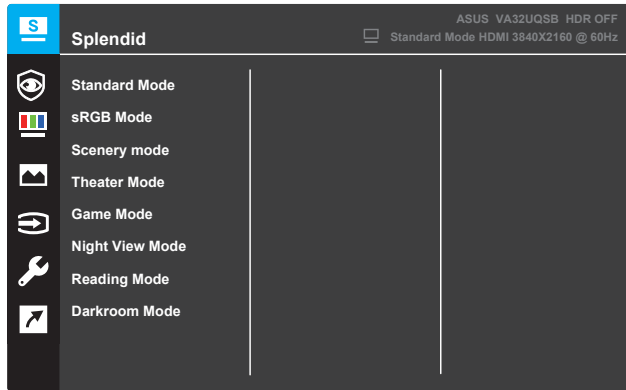 S
ASUS VA32UQSB HDR OFF
Splendid
Standard Mode HDMI 3840X2160 @ 60Hz
Standard Mode
sRGB Mode
Scenery mode
Theater Mode
Game Mode
Night View Mode
Reading Mode
Darkroom Mode